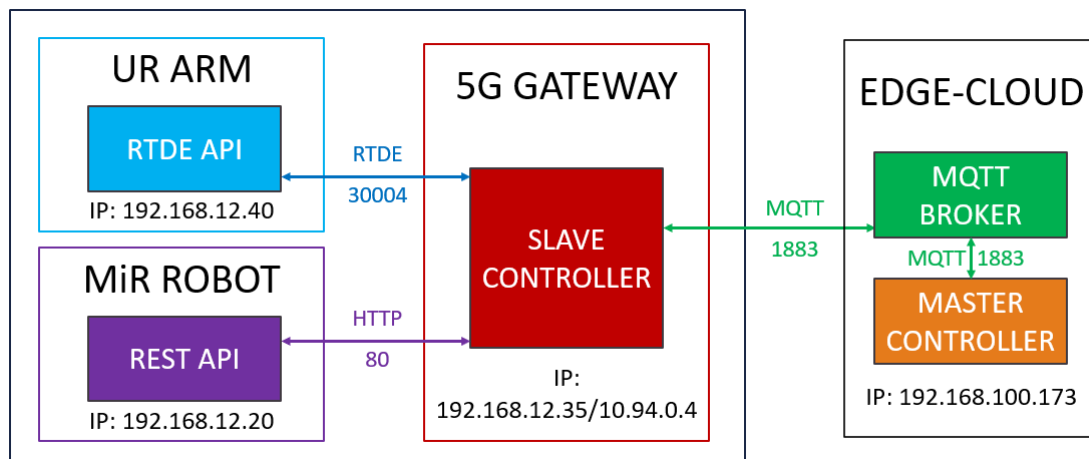 UR ARM
RTDE API
IP: 192.168.12.40
MiR ROBOT
REST API
IP: 192.168.12.20
RTDE
30004
HTTP
80
5G GATEWAY
SLAVE
CONTROLLER
IP:
192.168.12.35/10.94.0.4
MQTT
1883
EDGE-CLOUD
MQTT
BROKER
MQTT 1883
MASTER
CONTROLLER
IP: 192.168.100.173